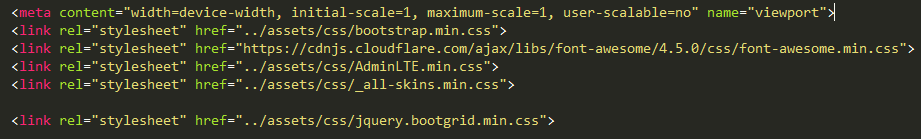 <meta content="width=device-width, initial-scale=1, maximum-scale=1, user-scalable=no" name="viewport">
<link rel="stylesheet" href="../assets/css/bootstrap.min.css">
<link rel="stylesheet" href="https://cdnjs.cloudflare.com/ajax/libs/font-awesome/4.5.0/css/font-awesome.min.css">
<link rel="stylesheet" href="../assets/css/AdminLTE.min.css">
<link rel="stylesheet" href="../assets/css/_all-skins.min.css">
<link rel="stylesheet" href="../assets/css/jquery.bootgrid.min.css">